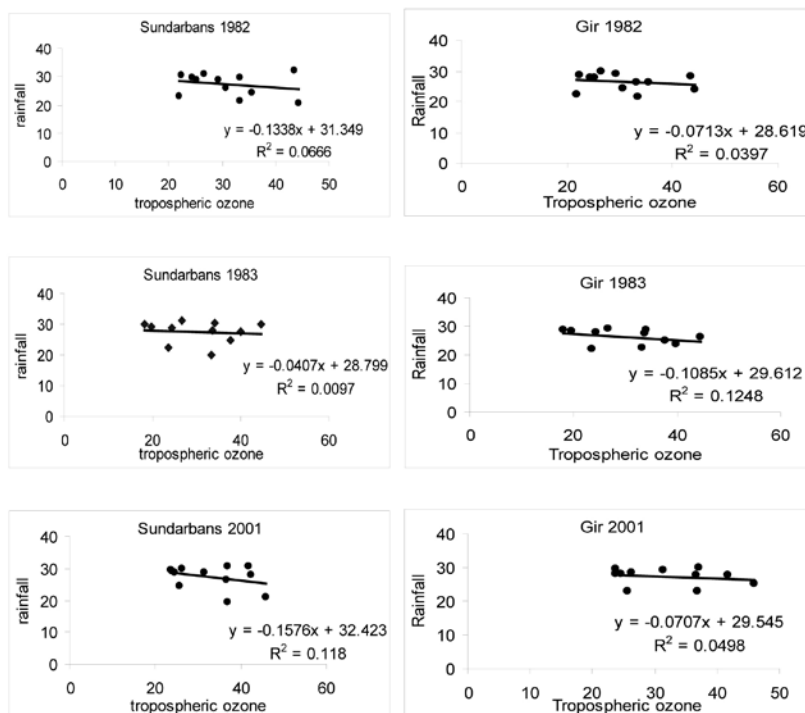 Sundarbans 1982
rainfall
40
30
20
10
0
y = -0.1338x + 31.349
R² = 0.0666
0 10 20 30 40 50
tropospheric ozone
Gir 1982
Rainfall
40
30
20
10
0
y = -0.0713x + 28.619
R² = 0.0397
0 20 40 60
Tropospheric ozone
Sundarbans 1983
rainfall
40
30
20
10
0
y = -0.0407x + 28.799
R² = 0.0097
0 20 40 60
tropospheric ozone
Gir 1983
Rainfall
40
30
20
10
0
y = -0.1085x + 29.612
R² = 0.1248
0 20 40 60
Tropospheric ozone
Sundarbans 2001
rainfall
40
30
20
10
0
y = -0.1576x + 32.423
R² = 0.118
0 20 40 60
tropospheric ozone
Gir 2001
Rainfall
40
30
20
10
0
y = -0.0707x + 29.545
R² = 0.0498
0 10 20 30 40 50
Tropospheric ozone